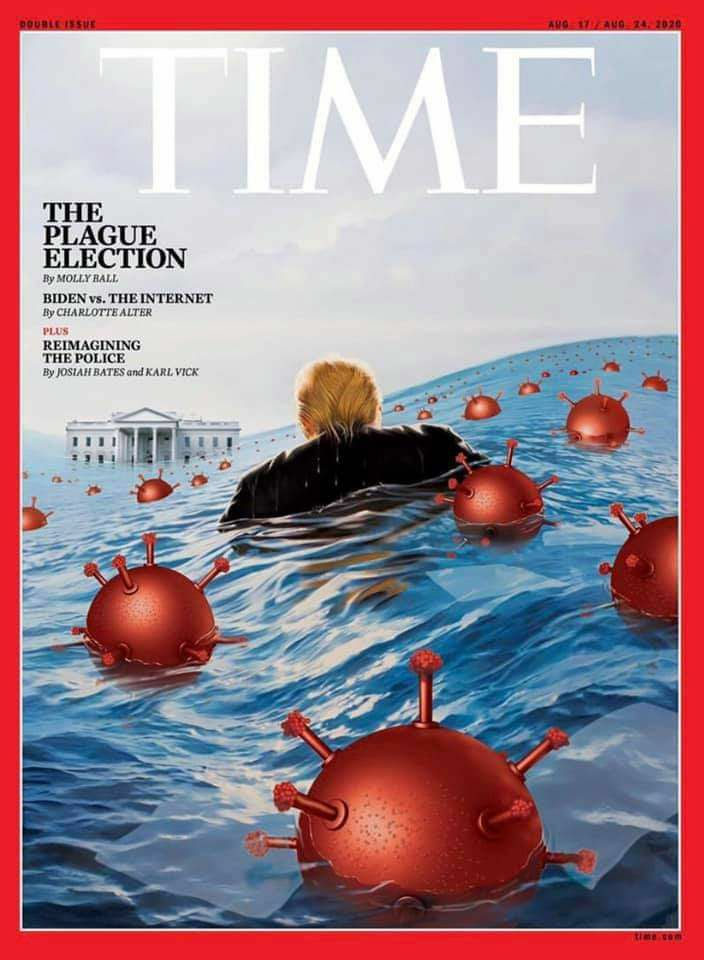 DOUBLE ISSUE
AUG. 17 / AUG. 24, 2020
TIME
THE
PLAGUE
ELECTION
By MOLLY BALL
BIDEN vs. THE INTERNET
By CHARLOTTE ALTER
PLUS
REIMAGINING
THE POLICE
By JOSIAH BATES and KARL VICK
time.com